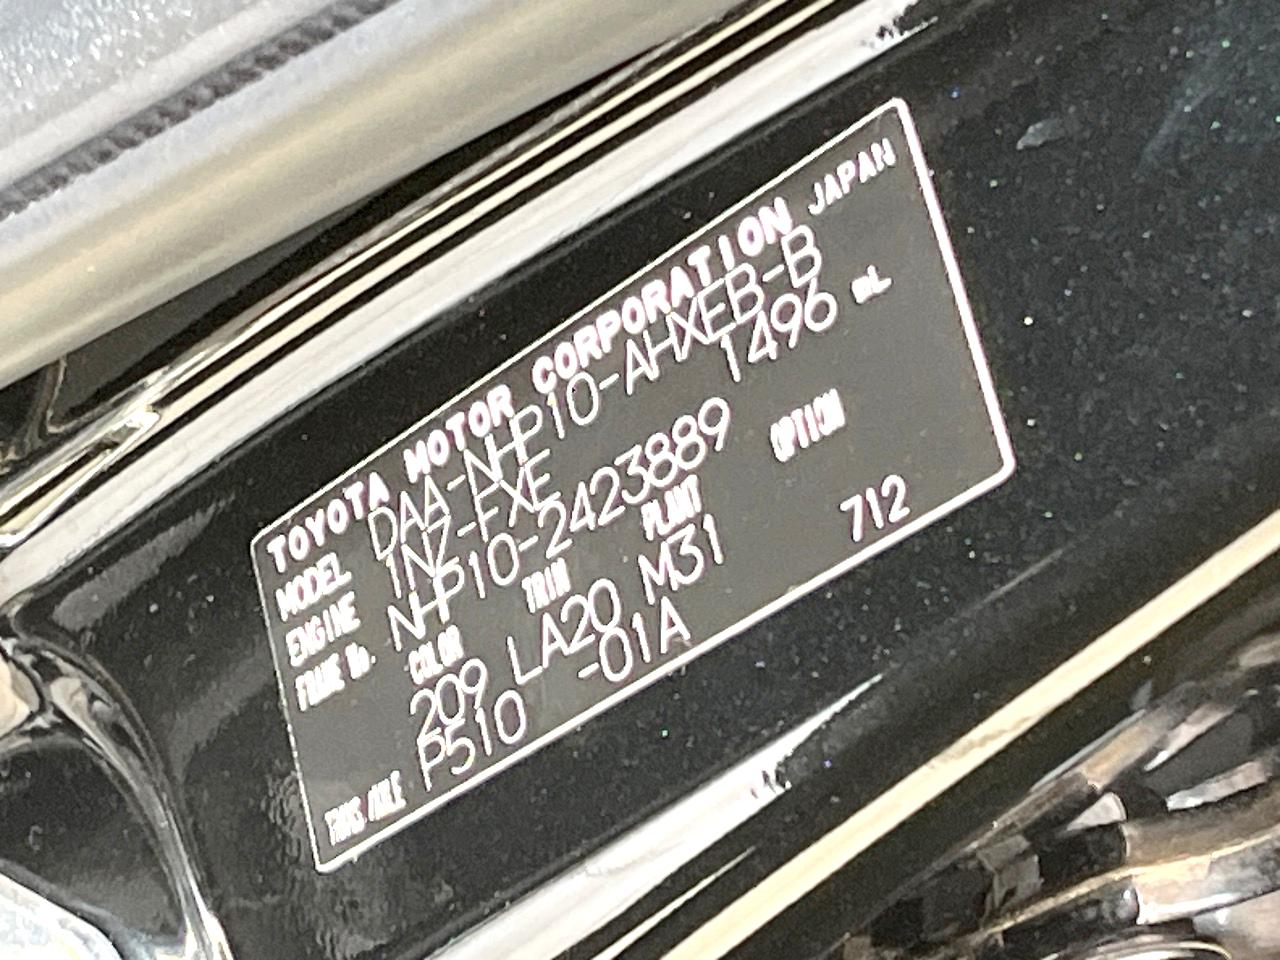 TOYOTA MOTOR CORPORATION JAPAN
MODEL DAA-NHP10-AHXEB-B
ENGINE 1NZ-FXE 1496 mL
FRAME No. NHP10-2423889
COLOR TRIM PLANT OPTION
209 LA20 M31 712
TRANS/AXLE P510 -01A